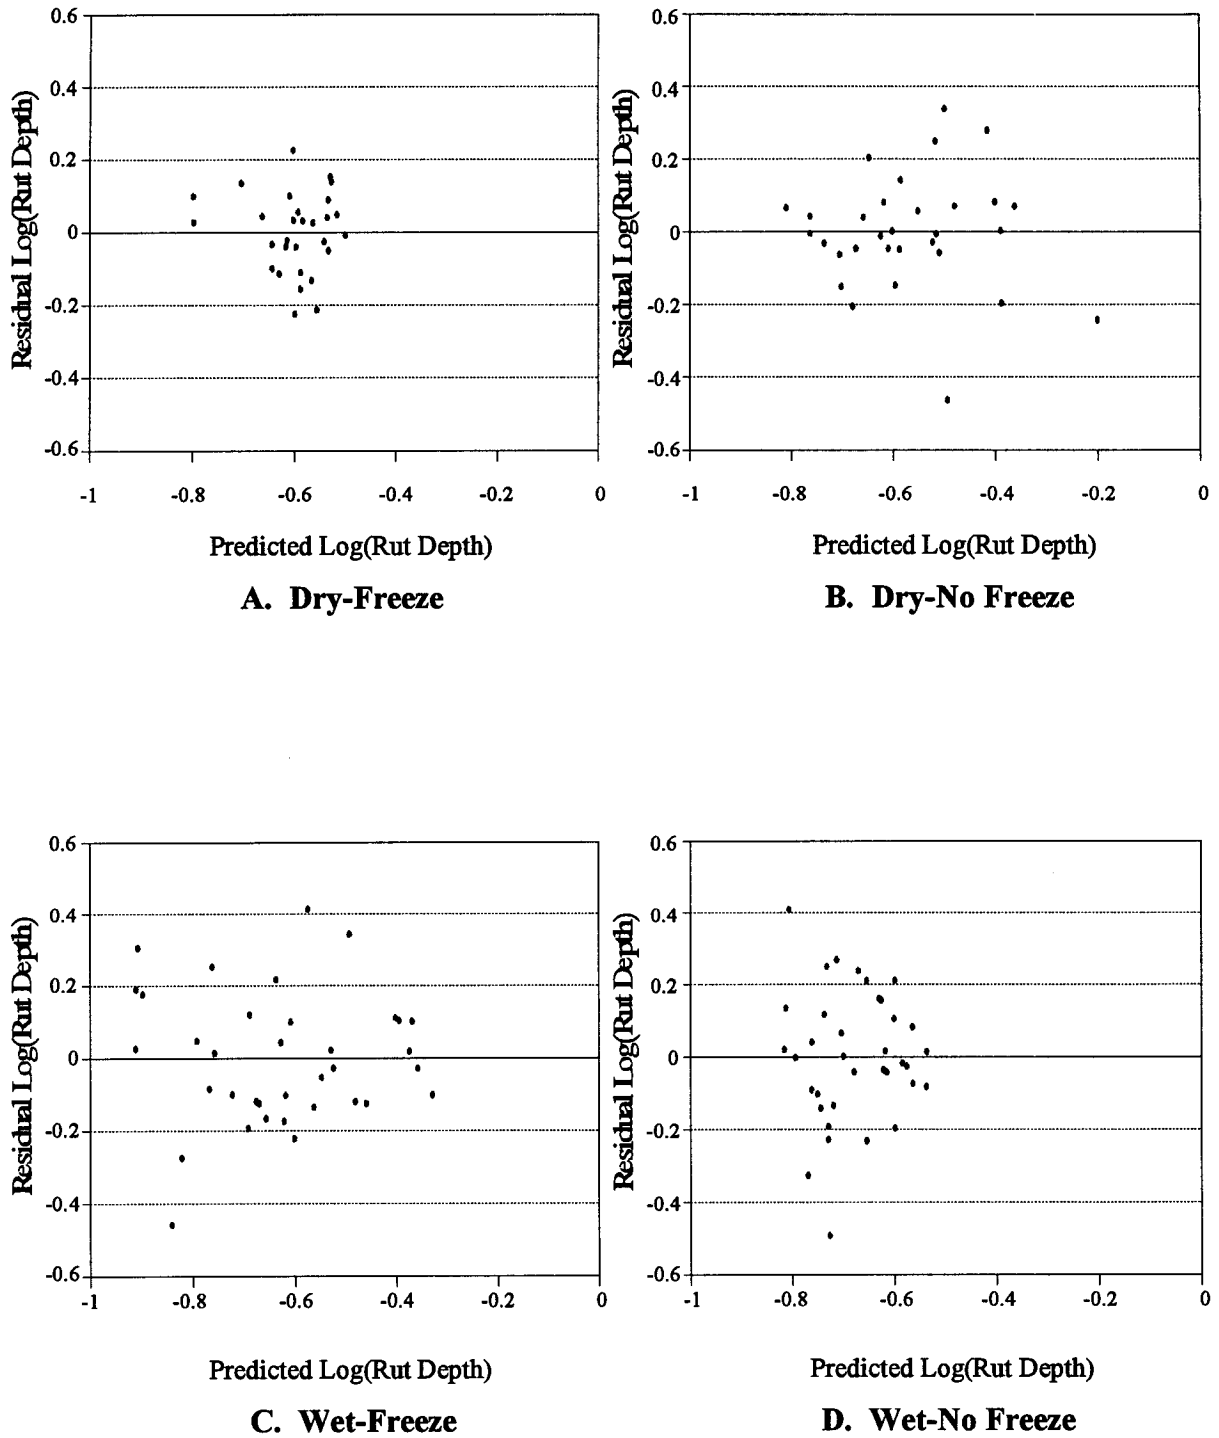 0.6
0.4
0.2
0
-0.2
-0.4
-0.6
Residual Log(Rut Depth)
-1 -0.8 -0.6 -0.4 -0.2 0
Predicted Log(Rut Depth)
A. Dry-Freeze
0.6
0.4
0.2
0
-0.2
-0.4
-0.6
Residual Log(Rut Depth)
-1 -0.8 -0.6 -0.4 -0.2 0
Predicted Log(Rut Depth)
B. Dry-No Freeze
0.6
0.4
0.2
0
-0.2
-0.4
-0.6
Residual Log(Rut Depth)
-1 -0.8 -0.6 -0.4 -0.2 0
Predicted Log(Rut Depth)
C. Wet-Freeze
0.6
0.4
0.2
0
-0.2
-0.4
-0.6
Residual Log(Rut Depth)
-1 -0.8 -0.6 -0.4 -0.2 0
Predicted Log(Rut Depth)
D. Wet-No Freeze